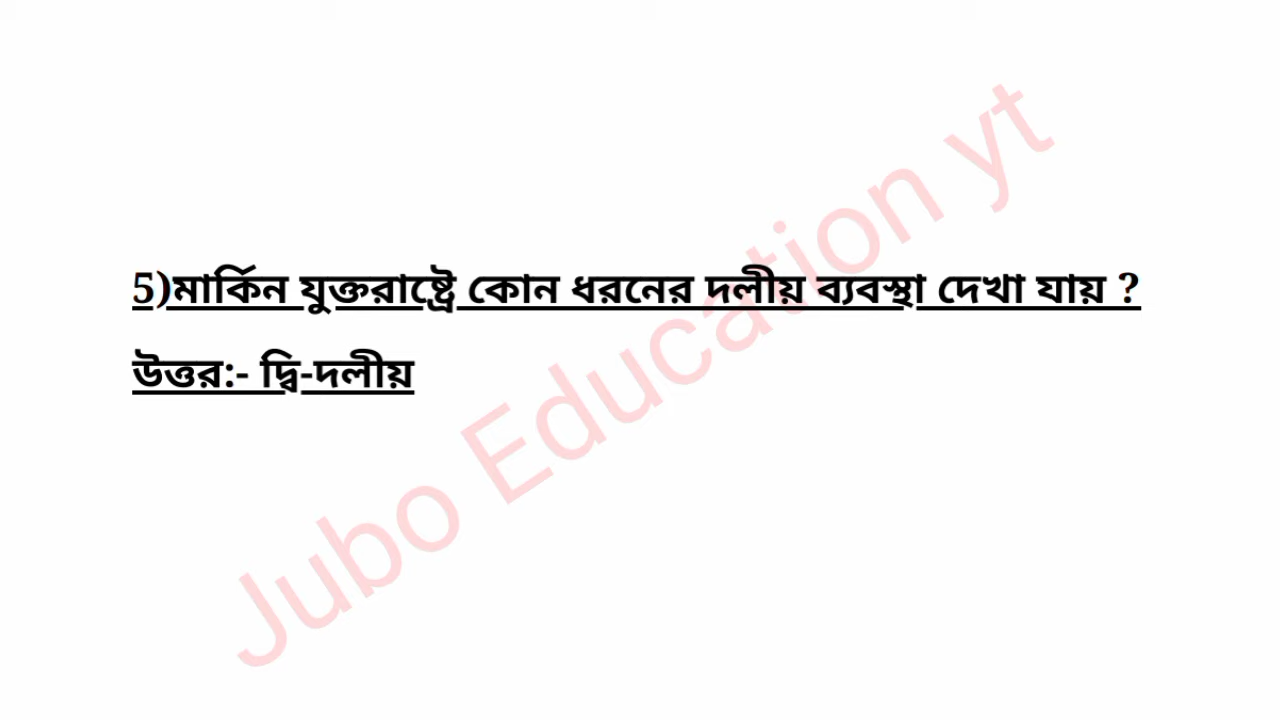 5)মার্কিন যুক্তরাষ্ট্রে কোন ধরনের দলীয় ব্যবস্থা দেখা যায় ?
উত্তর:- দ্বি-দলীয়
Jubo Education yt